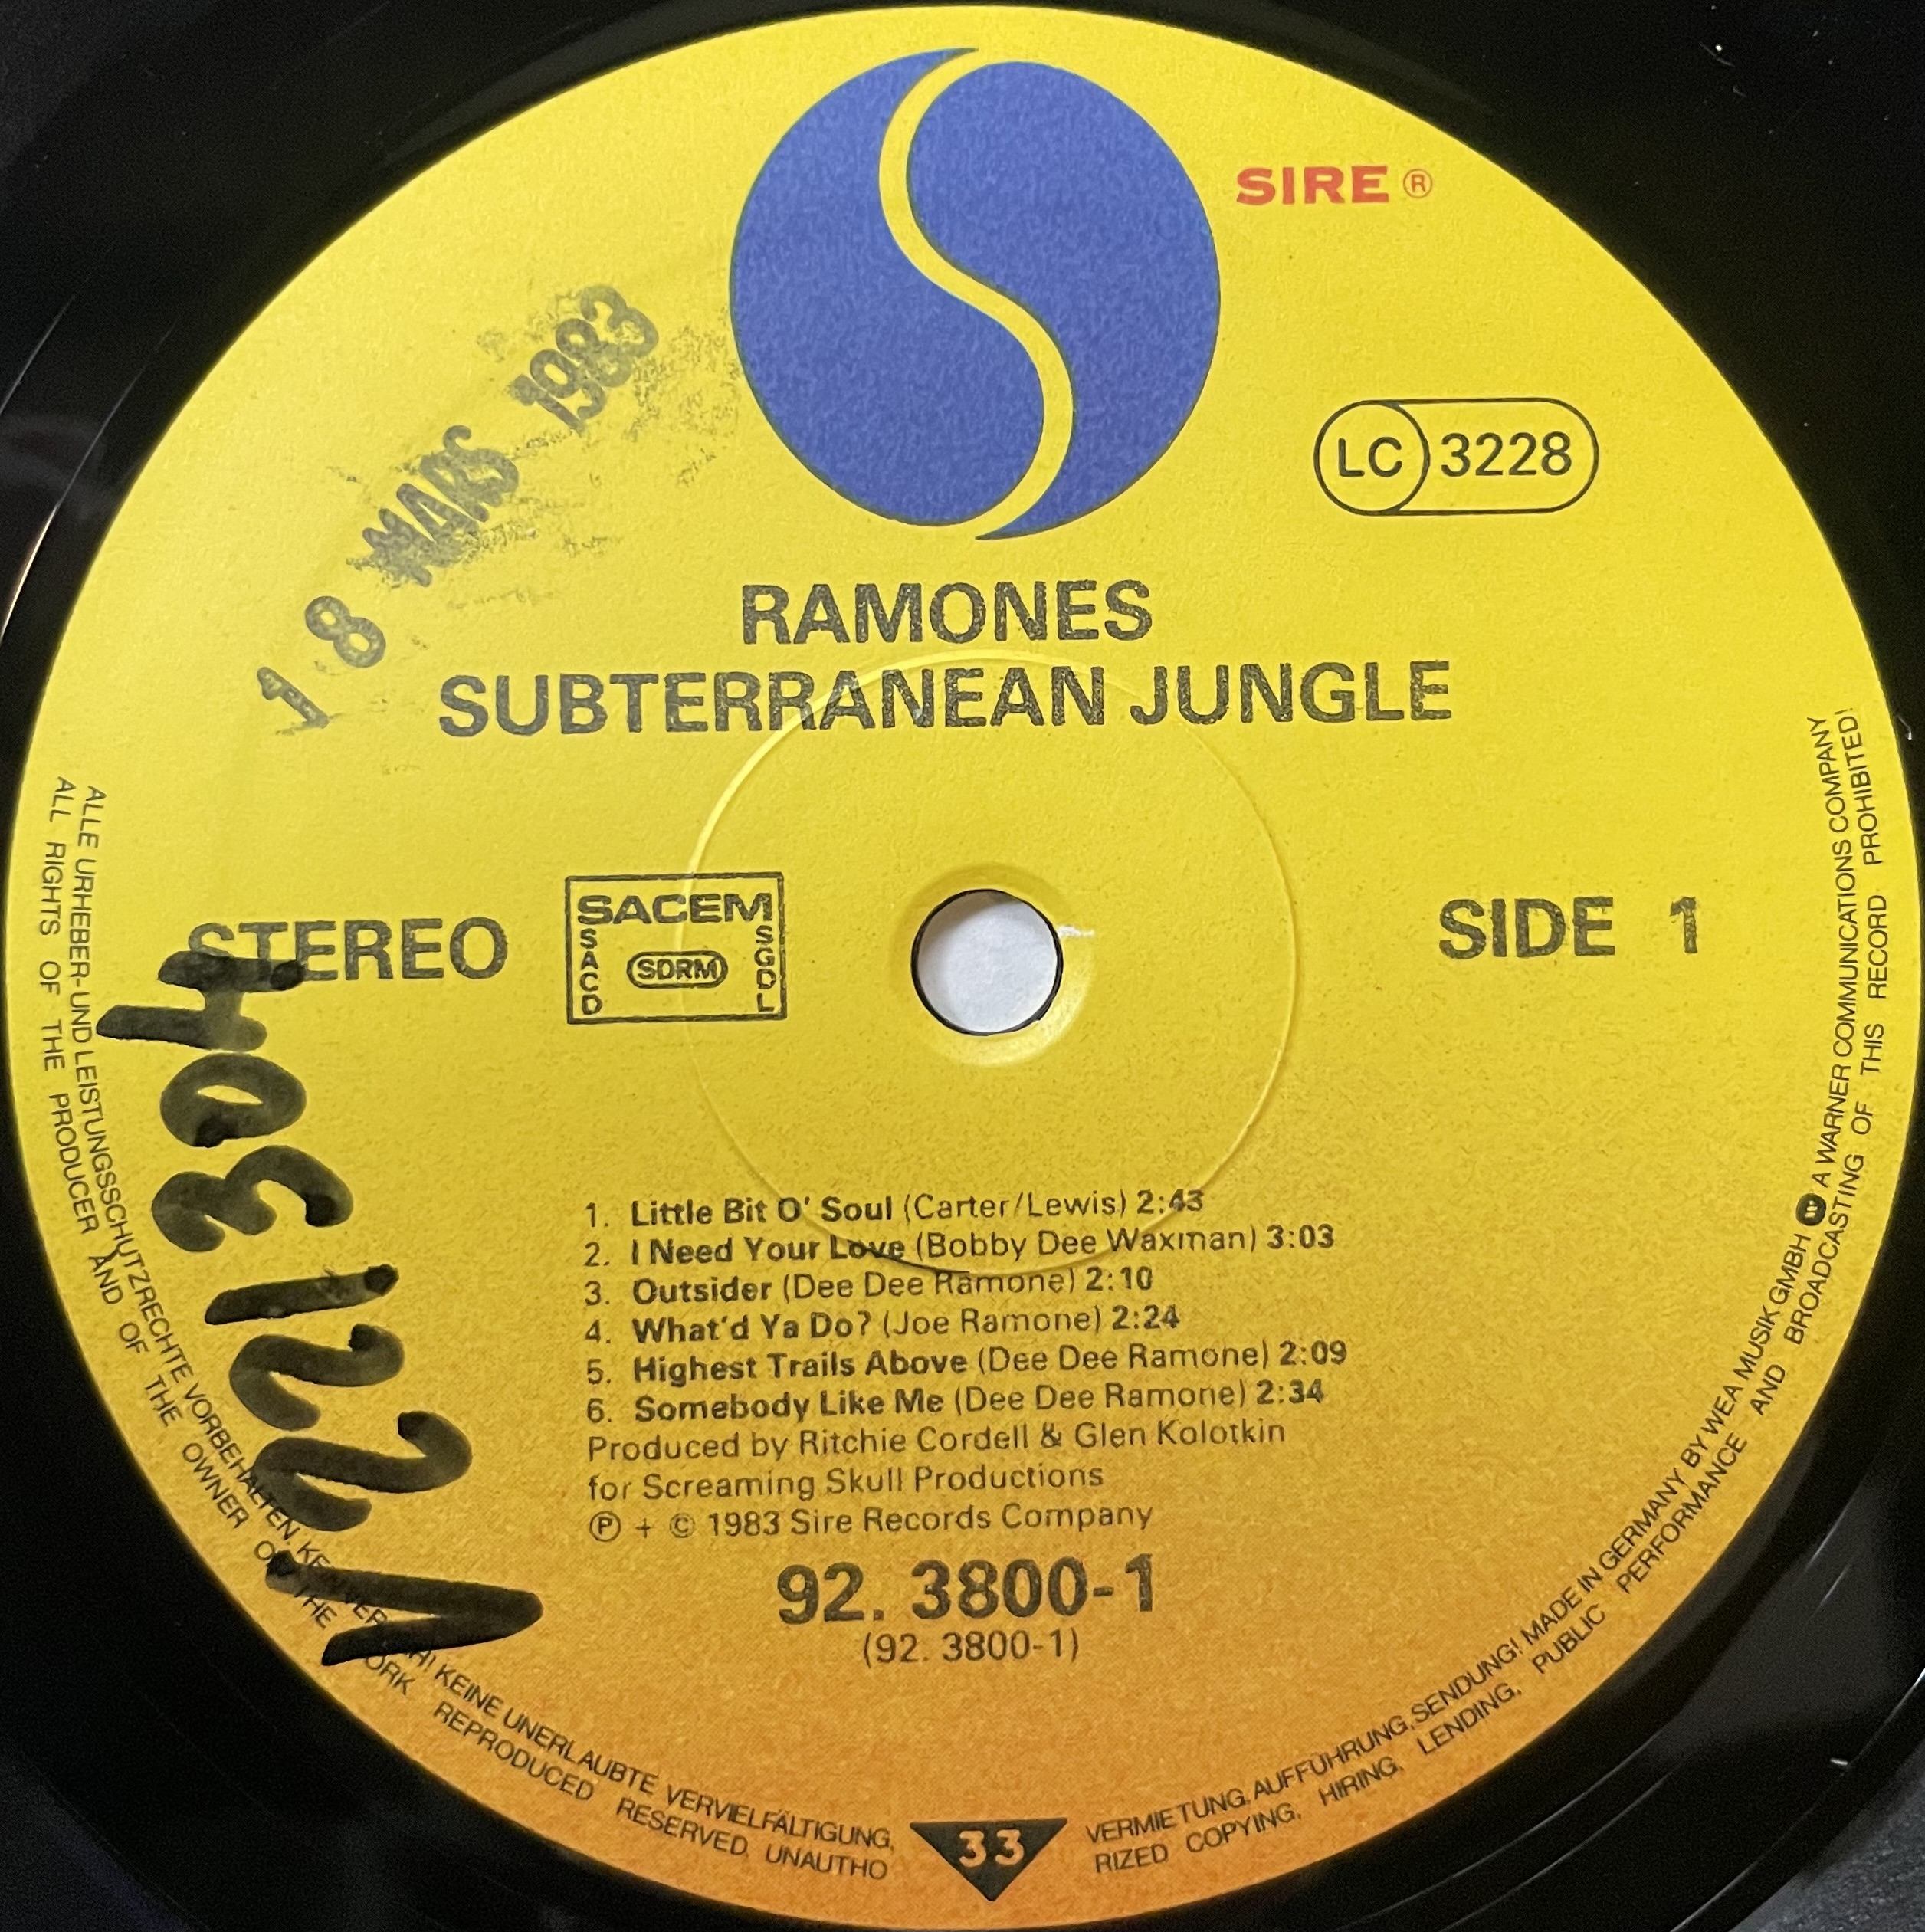 SIRE ®
18 MARS 1983
LC 3228
RAMONES
SUBTERRANEAN JUNGLE
STEREO
SACEM
SACD
SDRM
SGDL
SIDE 1
1. Little Bit O' Soul (Carter/Lewis) 2:43
2. I Need Your Love (Bobby Dee Waxman) 3:03
3. Outsider (Dee Dee Ramone) 2:10
4. What'd Ya Do? (Joe Ramone) 2:24
5. Highest Trails Above (Dee Dee Ramone) 2:09
6. Somebody Like Me (Dee Dee Ramone) 2:34
Produced by Ritchie Cordell & Glen Kolotkin
for Screaming Skull Productions
Ⓟ + © 1983 Sire Records Company
92. 3800-1
(92. 3800-1)
33
ALLE URHEBER- UND LEISTUNGSSCHUTZRECHTE VORBEHALTEN. KEINE UNERLAUBTE VERVIELFÄLTIGUNG, VERMIETUNG, AUFFÜHRUNG, SENDUNG! MADE IN GERMANY BY WEA MUSIK GMBH A WARNER COMMUNICATIONS COMPANY
ALL RIGHTS OF THE PRODUCER AND OF THE OWNER OF THE WORK REPRODUCED RESERVED. UNAUTHORIZED COPYING, HIRING, LENDING, PUBLIC PERFORMANCE AND BROADCASTING OF THIS RECORD PROHIBITED!